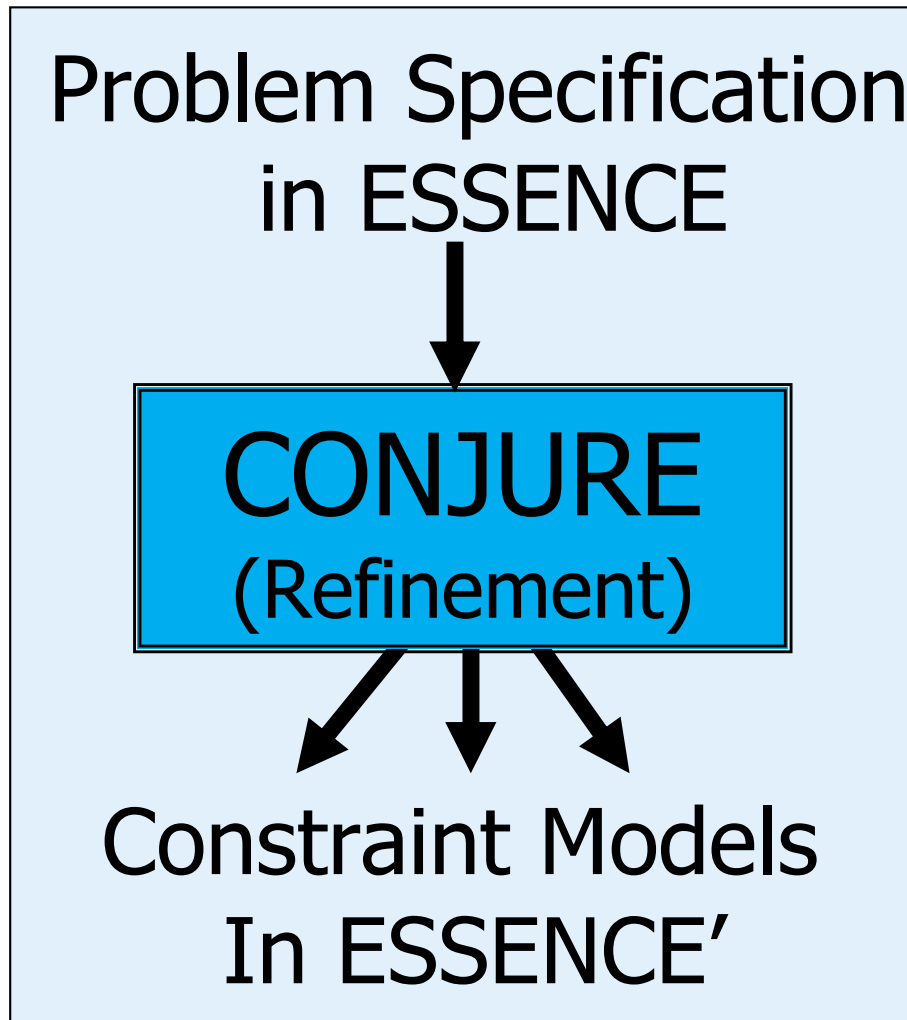 Problem Specification
in ESSENCE
CONJURE
(Refinement)
Constraint Models
In ESSENCE′